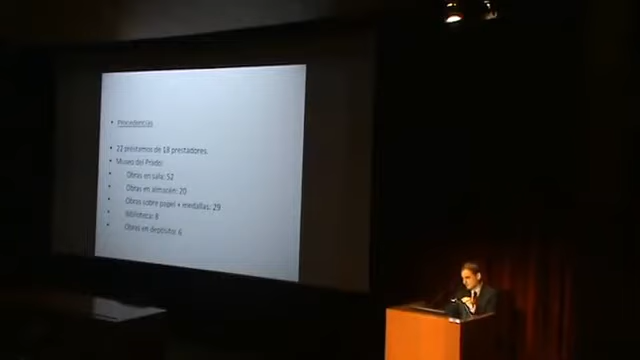 Procedencias
22 préstamos de 18 prestadores.
Museo del Prado:
Obras en sala: 52
Obras en almacén: 20
Obras sobre papel + medallas: 29
Biblioteca: 8
Obras en depósito: 6